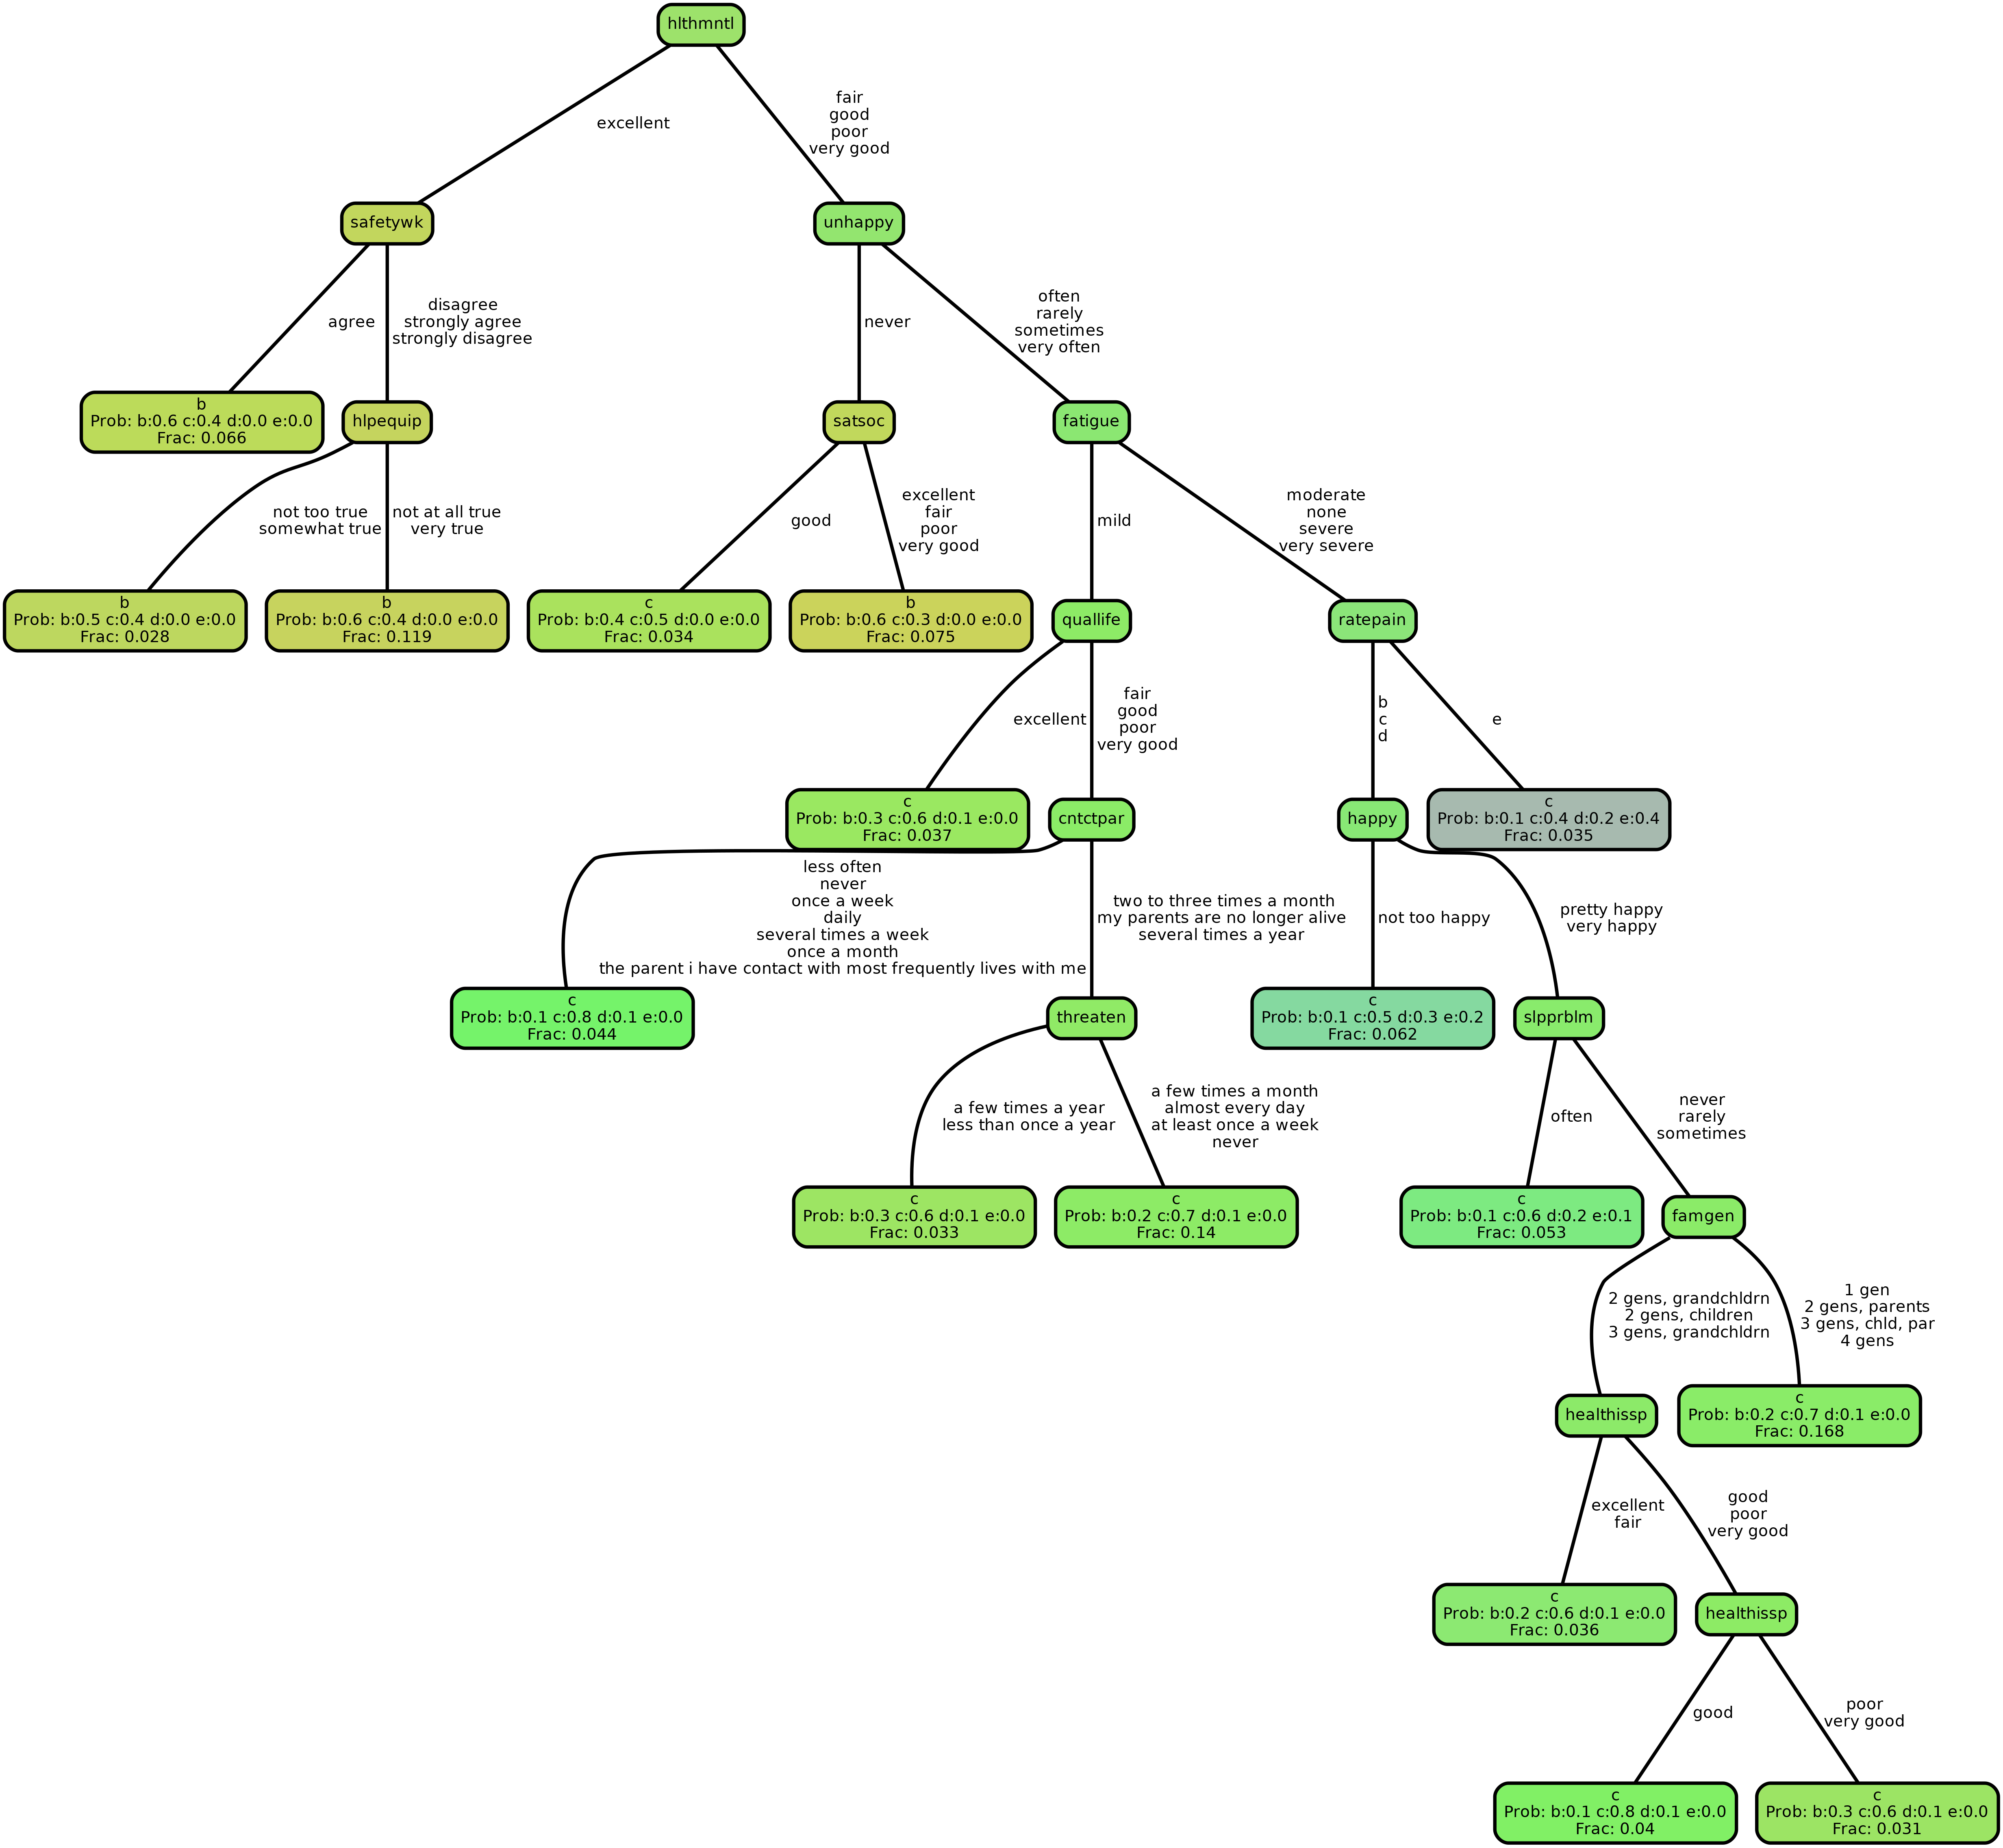 hlthmntl
excellent
fair
good
poor
very good
safetywk
unhappy
agree
disagree
strongly agree
strongly disagree
never
often
rarely
sometimes
very often
b
Prob: b:0.6 c:0.4 d:0.0 e:0.0
Frac: 0.066
hlpequip
satsoc
fatigue
not too true
somewhat true
not at all true
very true
good
excellent
fair
poor
very good
mild
moderate
none
severe
very severe
b
Prob: b:0.5 c:0.4 d:0.0 e:0.0
Frac: 0.028
b
Prob: b:0.6 c:0.4 d:0.0 e:0.0
Frac: 0.119
c
Prob: b:0.4 c:0.5 d:0.0 e:0.0
Frac: 0.034
b
Prob: b:0.6 c:0.3 d:0.0 e:0.0
Frac: 0.075
quallife
ratepain
excellent
fair
good
poor
very good
b
c
d
e
c
Prob: b:0.3 c:0.6 d:0.1 e:0.0
Frac: 0.037
cntctpar
happy
c
Prob: b:0.1 c:0.4 d:0.2 e:0.4
Frac: 0.035
less often
never
once a week
daily
several times a week
once a month
the parent i have contact with most frequently lives with me
two to three times a month
my parents are no longer alive
several times a year
not too happy
pretty happy
very happy
c
Prob: b:0.1 c:0.8 d:0.1 e:0.0
Frac: 0.044
threaten
c
Prob: b:0.1 c:0.5 d:0.3 e:0.2
Frac: 0.062
slpprblm
a few times a year
less than once a year
a few times a month
almost every day
at least once a week
never
often
never
rarely
sometimes
c
Prob: b:0.3 c:0.6 d:0.1 e:0.0
Frac: 0.033
c
Prob: b:0.2 c:0.7 d:0.1 e:0.0
Frac: 0.14
c
Prob: b:0.1 c:0.6 d:0.2 e:0.1
Frac: 0.053
famgen
2 gens, grandchldrn
2 gens, children
3 gens, grandchldrn
1 gen
2 gens, parents
3 gens, chld, par
4 gens
healthissp
c
Prob: b:0.2 c:0.7 d:0.1 e:0.0
Frac: 0.168
excellent
fair
good
poor
very good
c
Prob: b:0.2 c:0.6 d:0.1 e:0.0
Frac: 0.036
healthissp
good
poor
very good
c
Prob: b:0.1 c:0.8 d:0.1 e:0.0
Frac: 0.04
c
Prob: b:0.3 c:0.6 d:0.1 e:0.0
Frac: 0.031